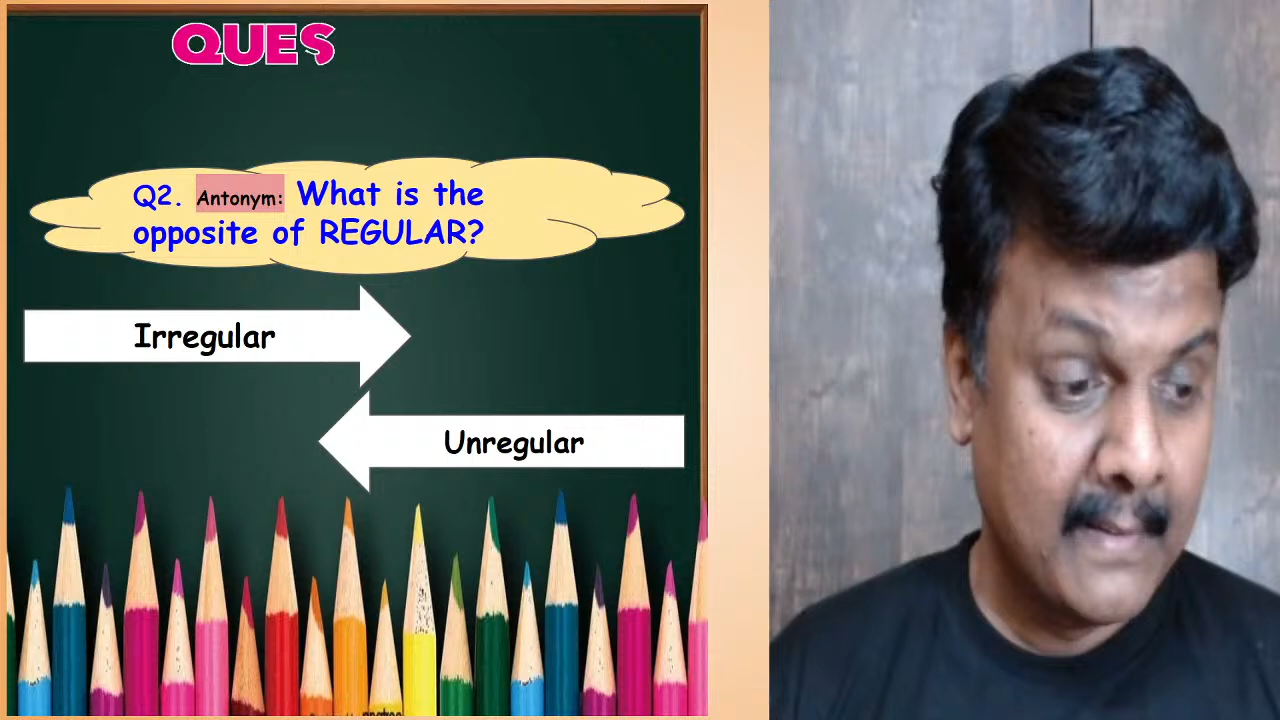 QUES
Q2. Antonym: What is the
opposite of REGULAR?
Irregular
Unregular